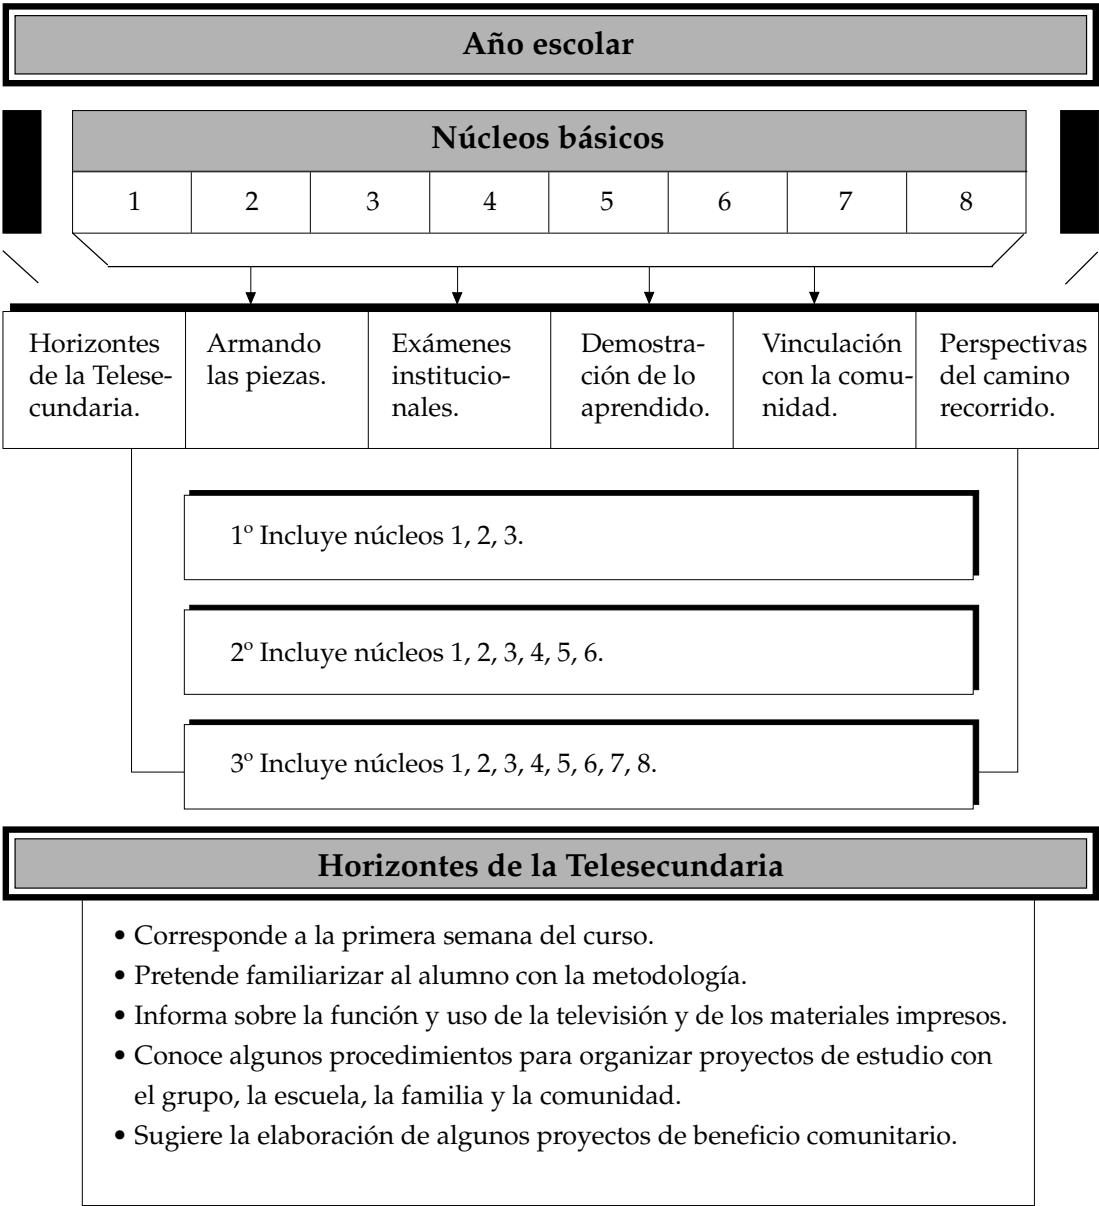 Año escolar
Núcleos básicos
1 2 3 4 5 6 7 8
Horizontes
de la Telese-
cundaria.
Armando
las piezas.
Exámenes
institucio-
nales.
Demostra-
ción de lo
aprendido.
Vinculación
con la comu-
nidad.
Perspectivas
del camino
recorrido.
1º Incluye núcleos 1, 2, 3.
2º Incluye núcleos 1, 2, 3, 4, 5, 6.
3º Incluye núcleos 1, 2, 3, 4, 5, 6, 7, 8.
Horizontes de la Telesecundaria
• Corresponde a la primera semana del curso.
• Pretende familiarizar al alumno con la metodología.
• Informa sobre la función y uso de la televisión y de los materiales impresos.
• Conoce algunos procedimientos para organizar proyectos de estudio con
el grupo, la escuela, la familia y la comunidad.
• Sugiere la elaboración de algunos proyectos de beneficio comunitario.